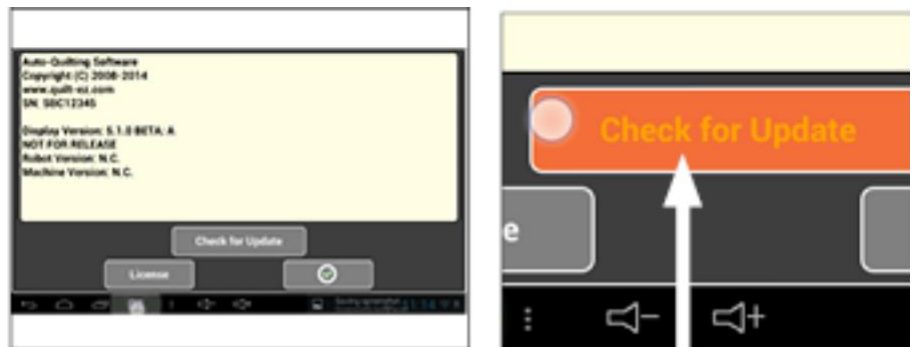 Auto-Quilting Software
Copyright (C) 2008-2014
www.quilt-ez.com
SN: SBC12345
Display Version: 5.1.0 BETA: A
NOT FOR RELEASE
Robot Version: N.C.
Machine Version: N.C.
Check for Update
License
Check for Update
e